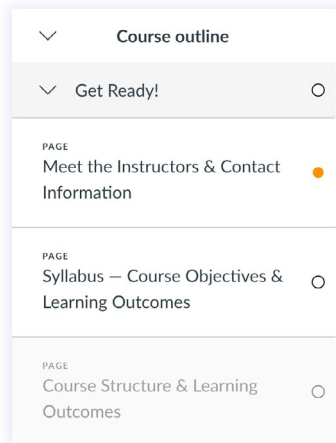 Course outline
Get Ready!
PAGE
Meet the Instructors & Contact
Information
PAGE
Syllabus — Course Objectives &
Learning Outcomes
PAGE
Course Structure & Learning
Outcomes